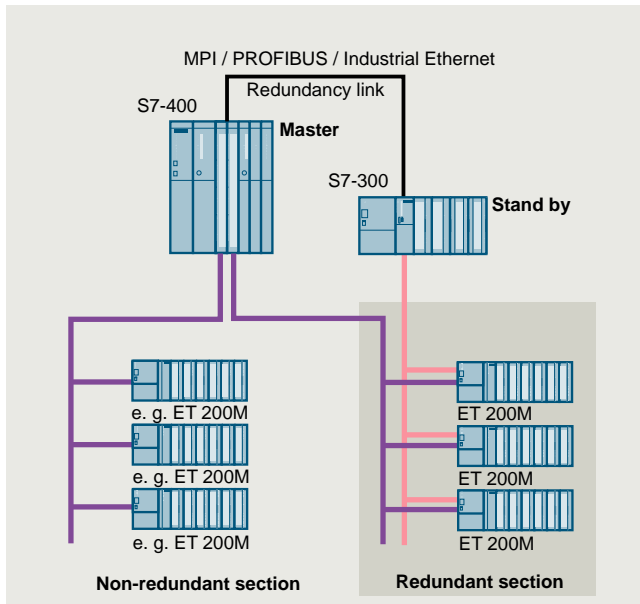 MPI / PROFIBUS / Industrial Ethernet
Redundancy link
S7-400
Master
S7-300
Stand by
e. g. ET 200M
e. g. ET 200M
e. g. ET 200M
ET 200M
ET 200M
ET 200M
Non-redundant section
Redundant section